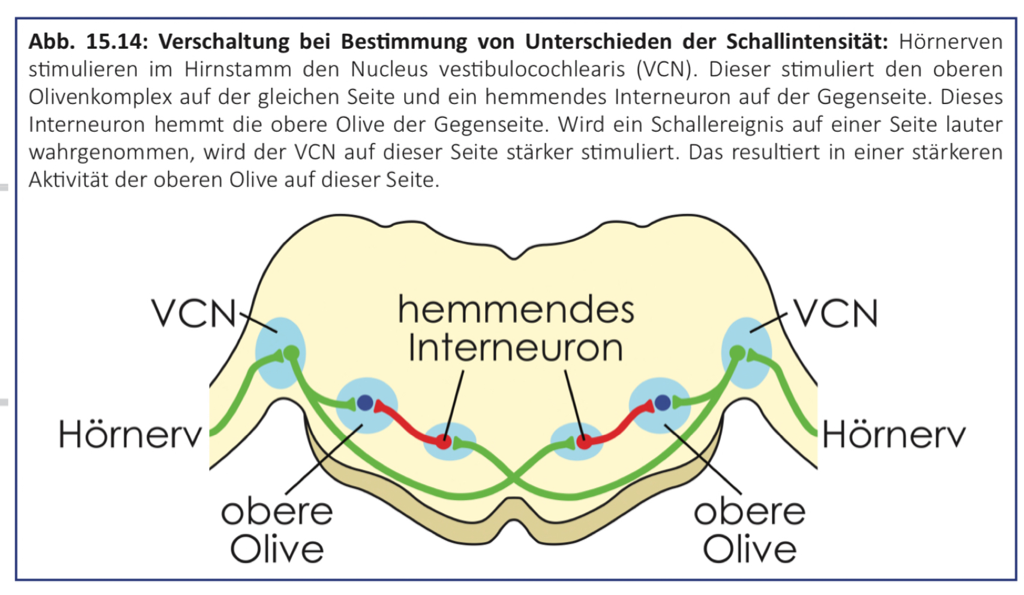 Abb. 15.14: Verschaltung bei Bestimmung von Unterschieden der Schallintensität: Hörnerven
stimulieren im Hirnstamm den Nucleus vestibulocochlearis (VCN). Dieser stimuliert den oberen
Olivenkomplex auf der gleichen Seite und ein hemmendes Interneuron auf der Gegenseite. Dieses
Interneuron hemmt die obere Olive der Gegenseite. Wird ein Schallereignis auf einer Seite lauter
wahrgenommen, wird der VCN auf dieser Seite stärker stimuliert. Das resultiert in einer stärkeren
Aktivität der oberen Olive auf dieser Seite.
VCN
hemmendes
Interneuron
VCN
Hörnerv
Hörnerv
obere
Olive
obere
Olive